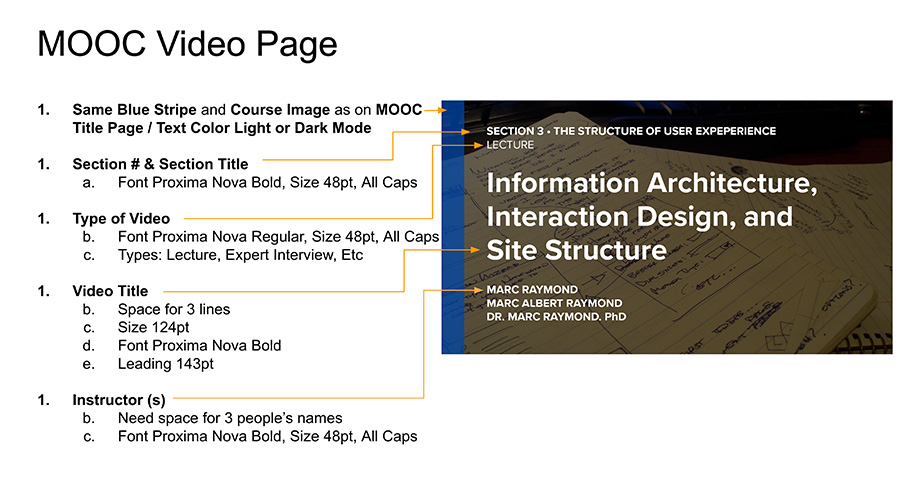 MOOC Video Page
1. Same Blue Stripe and Course Image as on MOOC
Title Page / Text Color Light or Dark Mode
1. Section # & Section Title
a. Font Proxima Nova Bold, Size 48pt, All Caps
1. Type of Video
b. Font Proxima Nova Regular, Size 48pt, All Caps
c. Types: Lecture, Expert Interview, Etc
1. Video Title
b. Space for 3 lines
c. Size 124pt
d. Font Proxima Nova Bold
e. Leading 143pt
1. Instructor (s)
b. Need space for 3 people's names
c. Font Proxima Nova Bold, Size 48pt, All Caps
SECTION 3 • THE STRUCTURE OF USER EXPEPERIENCE
LECTURE
Information Architecture,
Interaction Design, and
Site Structure
MARC RAYMOND
MARC ALBERT RAYMOND
DR. MARC RAYMOND. PhD